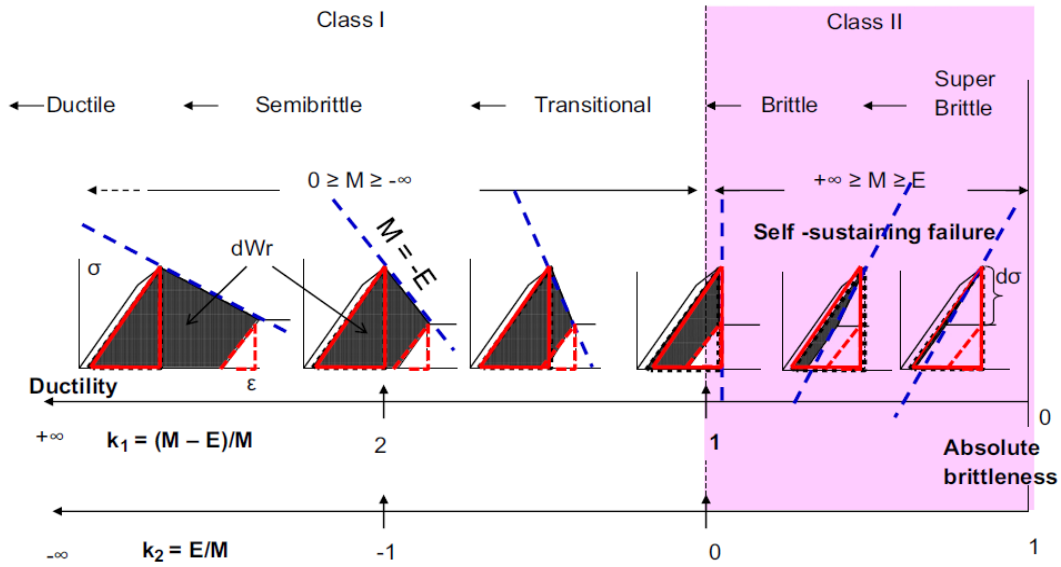 Class I
Class II
Ductile
Semibrittle
Transitional
Brittle
Super
Brittle
0 ≥ M ≥ -∞
+∞ ≥ M ≥ E
Self -sustaining failure
dWr
M = -E
σ
dσ
ε
Ductility
+∞
k₁ = (M – E)/M
2
1
0
Absolute
brittleness
-∞
k₂ = E/M
-1
0
1